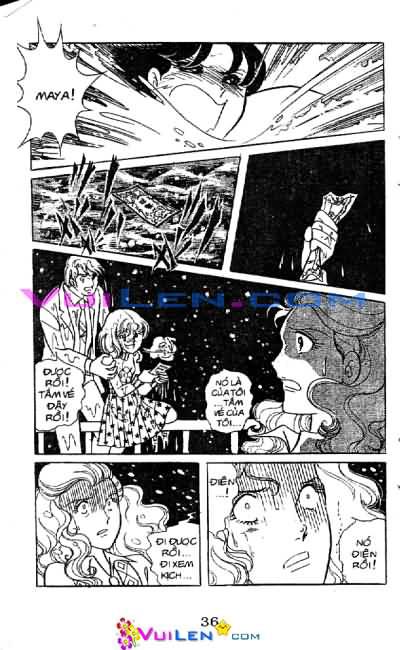 MAYA!
VUILEN.COM
ĐƯỢC
RỒI!
TẤM VÉ
ĐÂY
RỒI!
NÓ LÀ
CỦA TÔI
... TẤM
VÉ CỦA
TÔI...
ĐI ĐƯỢC
RỒI...
ĐI XEM
KỊCH...
ĐIÊN
!
NÓ
ĐIÊN
RỒI!
36
VUILEN.COM